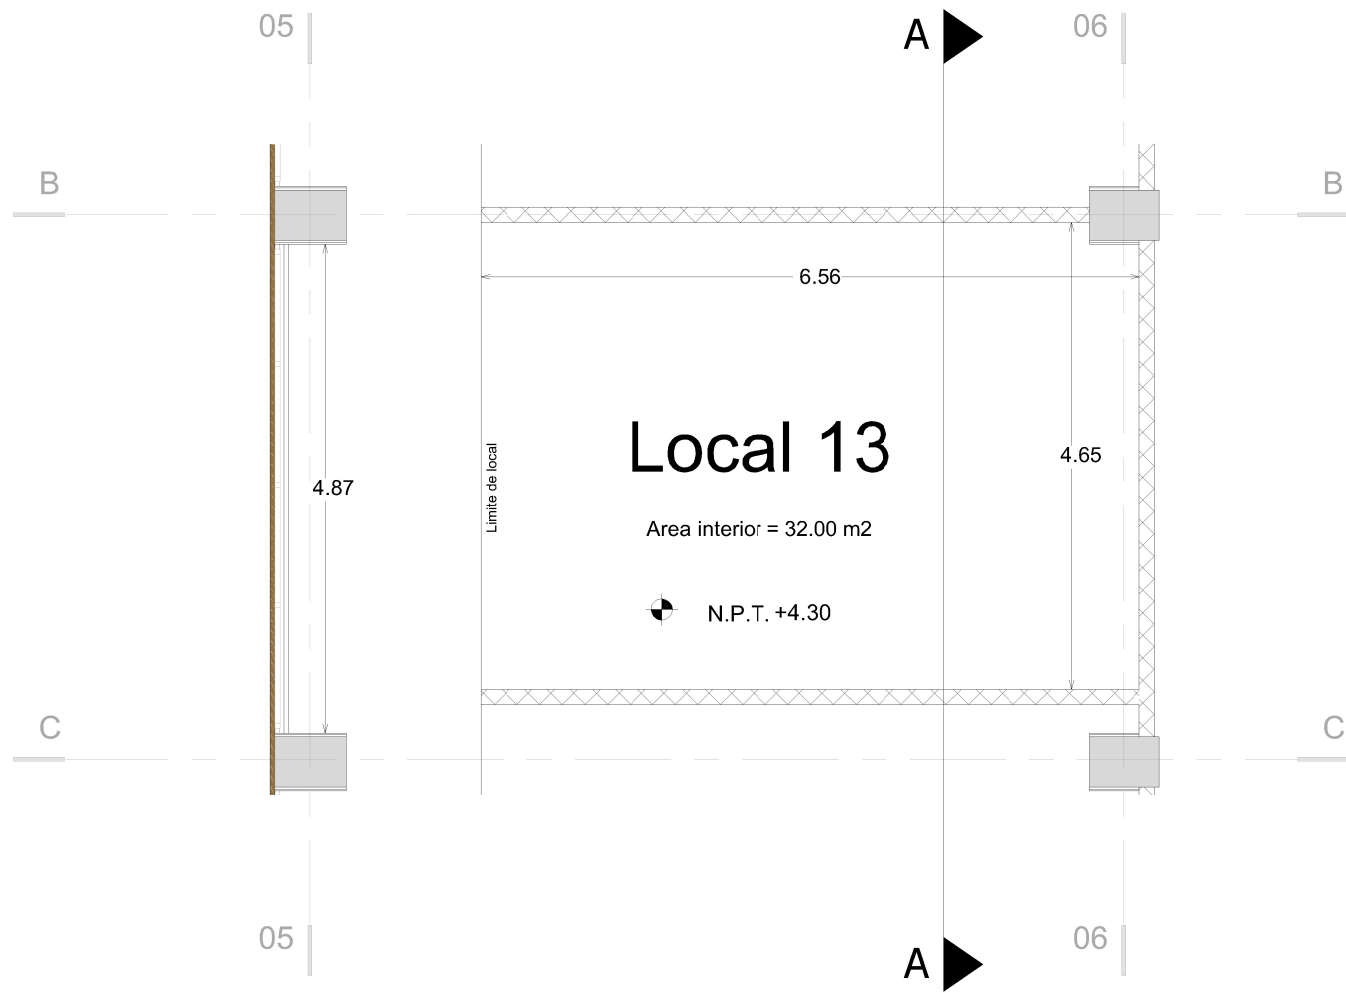 05
A
06
B
B
6.56
Local 13
Limite de local
4.65
4.87
Area interior = 32.00 m2
N.P.T. +4.30
C
C
05
A
06